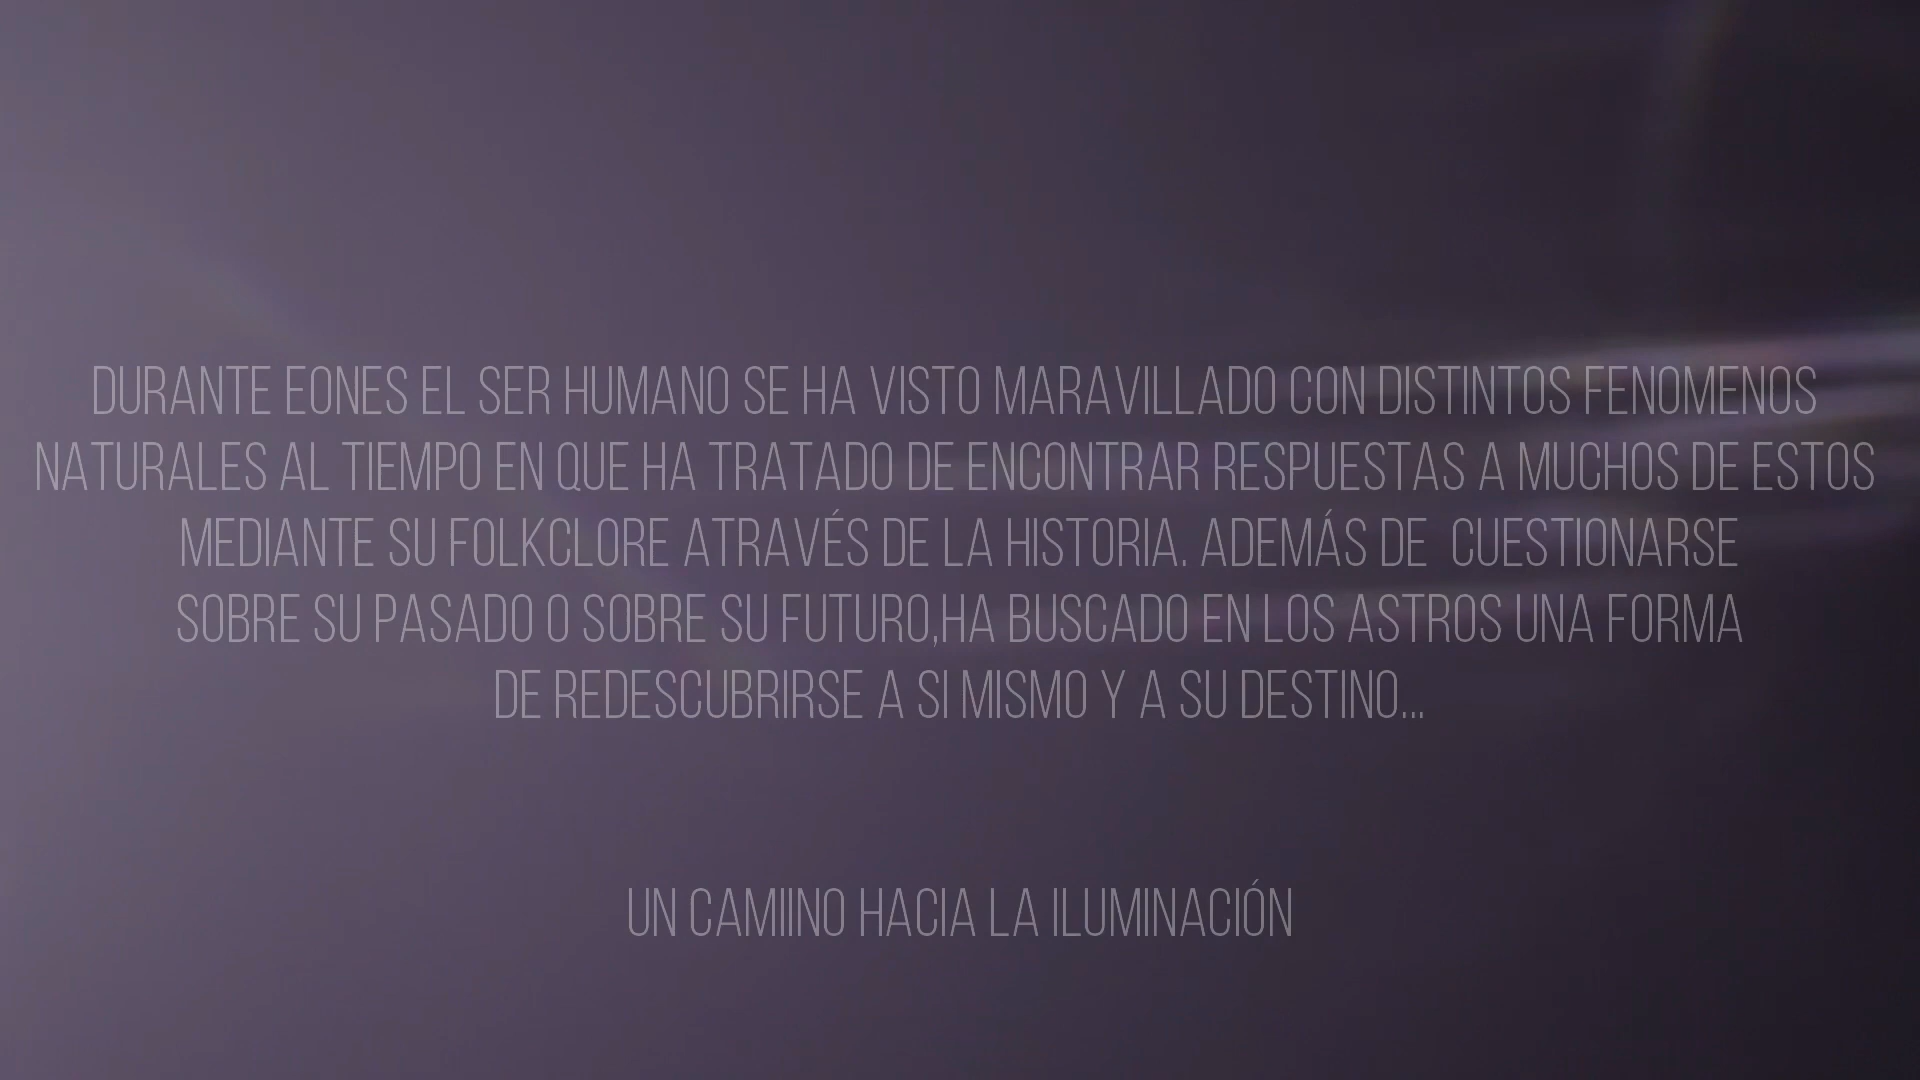 DURANTE EONES EL SER HUMANO SE HA VISTO MARAVILLADO CON DISTINTOS FENOMENOS
NATURALES AL TIEMPO EN QUE HA TRATADO DE ENCONTRAR RESPUESTAS A MUCHOS DE ESTOS
MEDIANTE SU FOLKCLORE ATRAVÉS DE LA HISTORIA. ADEMÁS DE  CUESTIONARSE
SOBRE SU PASADO O SOBRE SU FUTURO,HA BUSCADO EN LOS ASTROS UNA FORMA
DE REDESCUBRIRSE A SI MISMO Y A SU DESTINO...
UN CAMIINO HACIA LA ILUMINACIÓN